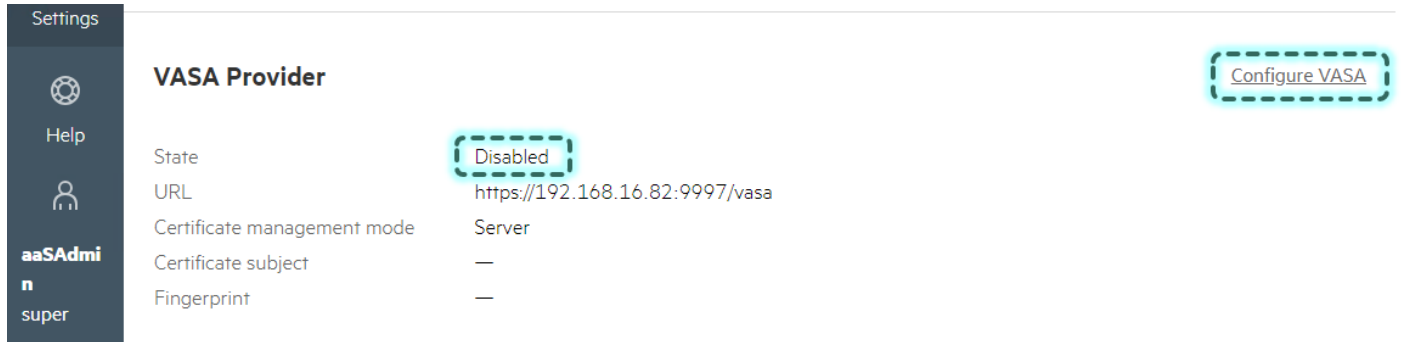 Settings
Help
aaSAdmi
n
super
VASA Provider
Configure VASA
State Disabled
URL https://192.168.16.82:9997/vasa
Certificate management mode Server
Certificate subject —
Fingerprint —